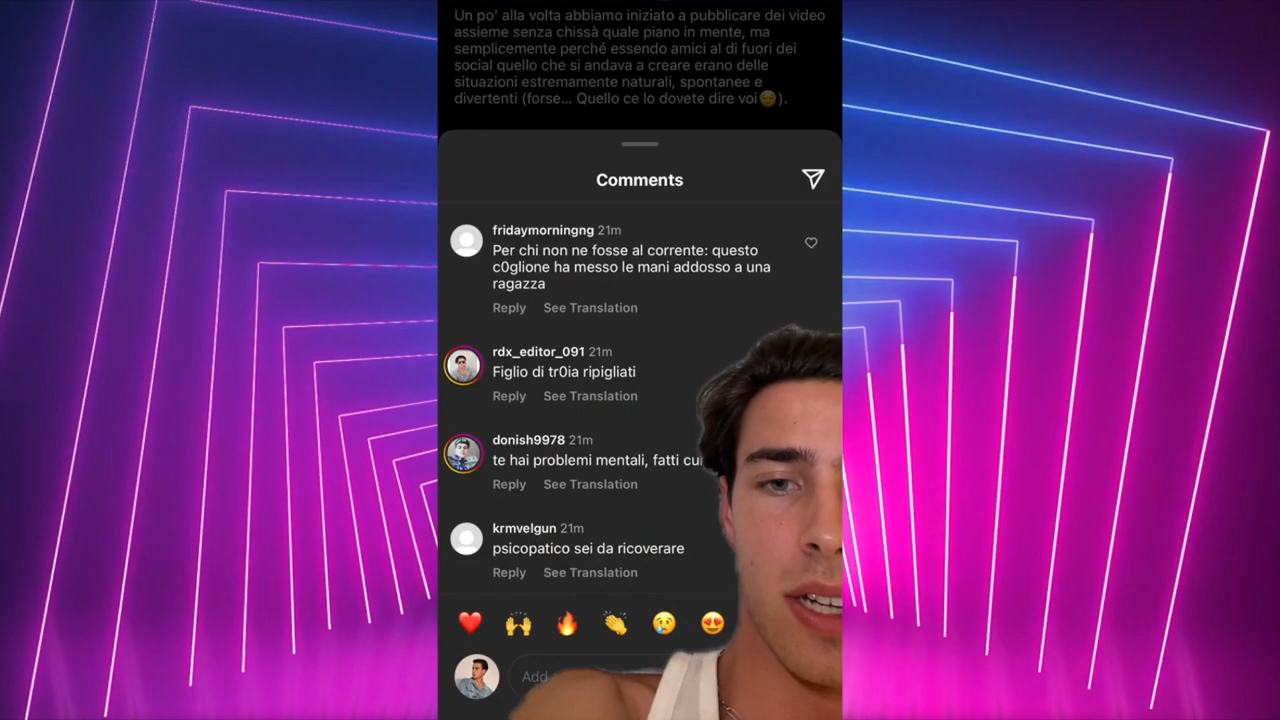 Un po' alla volta abbiamo iniziato a pubblicare dei video
assieme senza chissà quale piano in mente, ma
semplicemente perché essendo amici al di fuori dei
social quello che si andava a creare erano delle
situazioni estremamente naturali, spontanee e
divertenti (forse... Quello ce lo dovete dire voi😔).
Comments
fridaymorningng 21m
Per chi non ne fosse al corrente: questo
c0glione ha messo le mani addosso a una
ragazza
Reply See Translation
rdx_editor_091 21m
Figlio di tr0ia ripigliati
Reply See Translation
donish9978 21m
te hai problemi mentali, fatti
Reply See Translation
krmvelgun 21m
psicopatico sei da ricoverare
Reply See Translation
Add